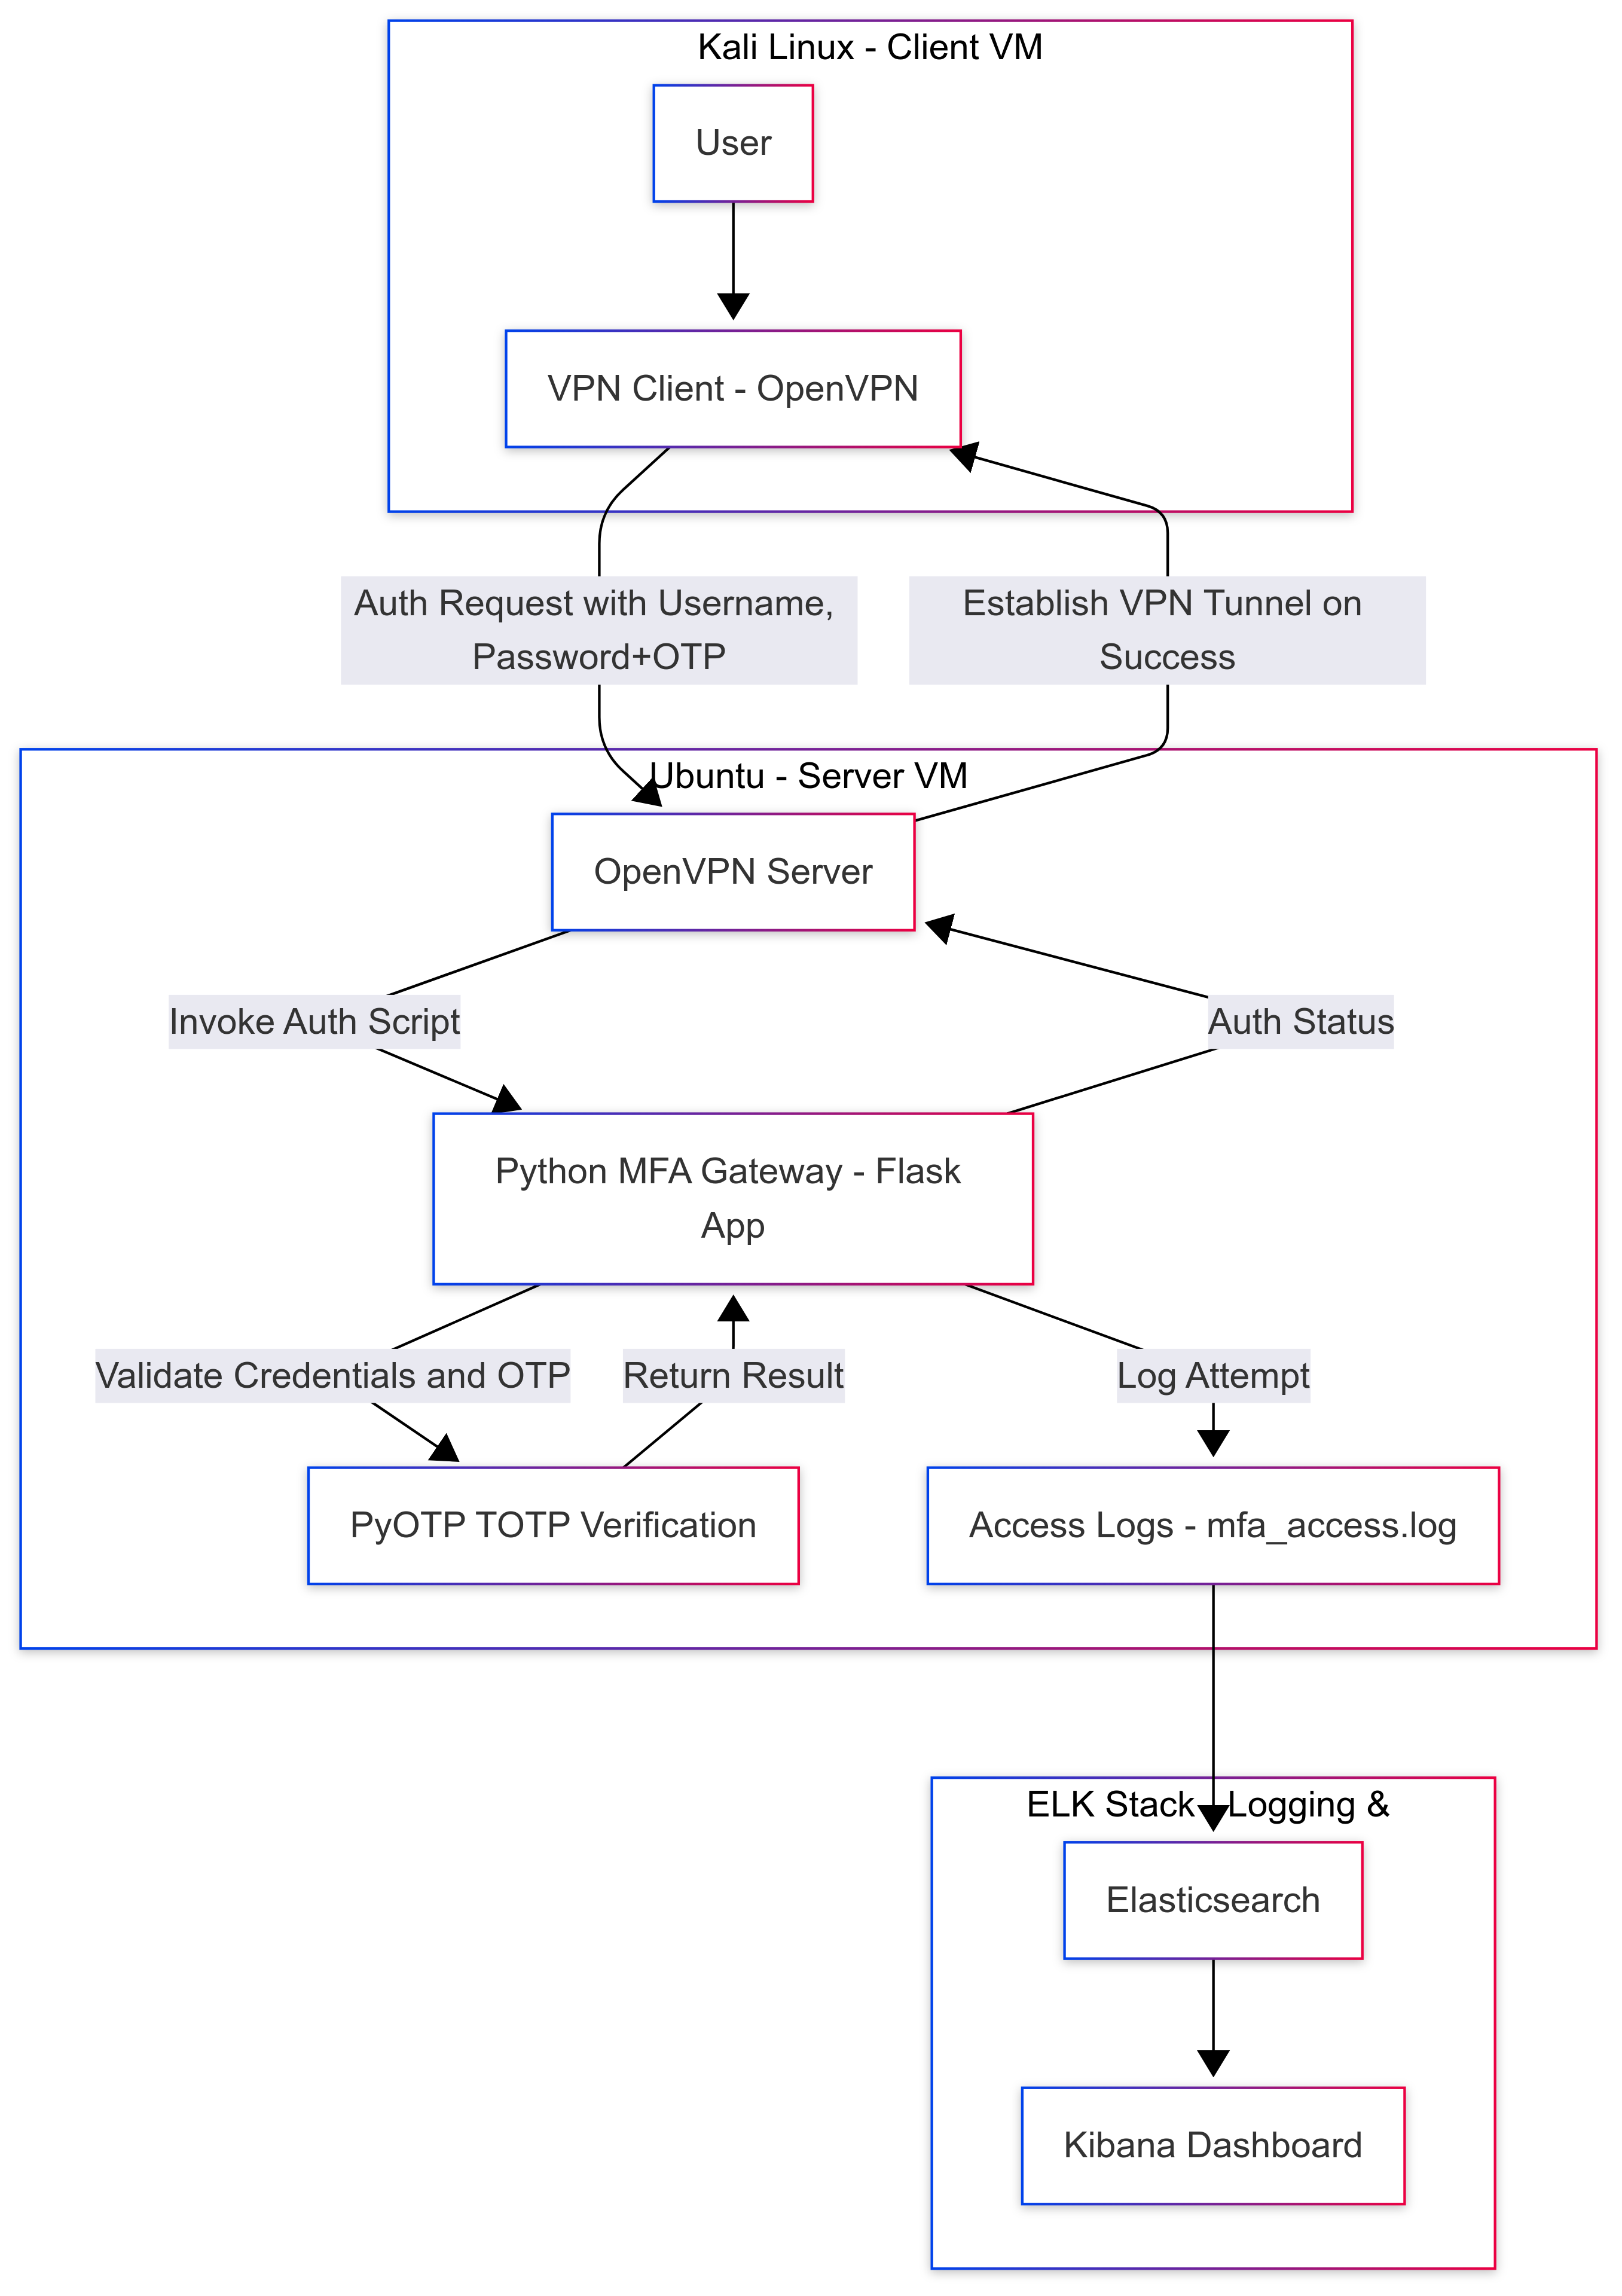 Kali Linux - Client VM
User
VPN Client - OpenVPN
Auth Request with Username,
Password+OTP
Establish VPN Tunnel on
Success
Ubuntu - Server VM
OpenVPN Server
Invoke Auth Script
Auth Status
Python MFA Gateway - Flask
App
Validate Credentials and OTP
Return Result
Log Attempt
PyOTP TOTP Verification
Access Logs - mfa_access.log
ELK Stack - Logging &
Elasticsearch
Kibana Dashboard